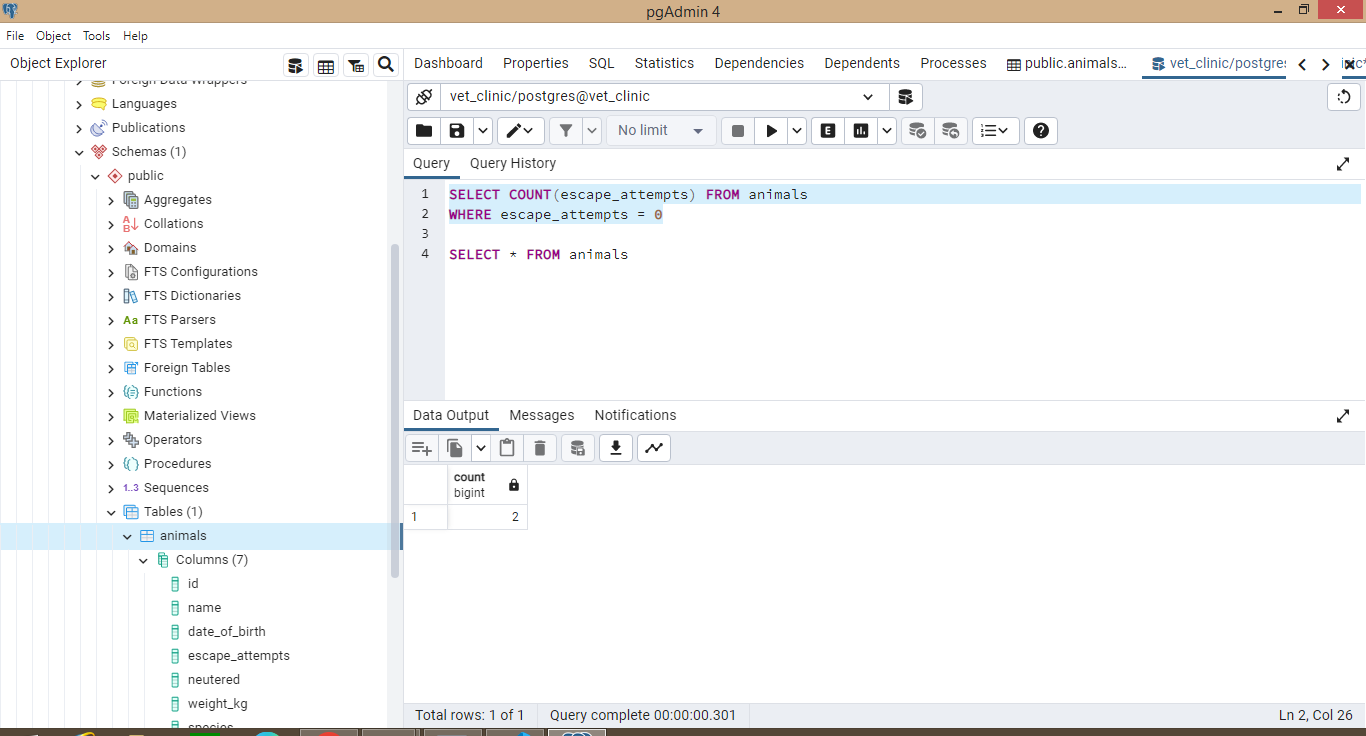 pgAdmin 4
File Object Tools Help
Object Explorer
Dashboard Properties SQL Statistics Dependencies Dependents Processes public.animals... vet_clinic/postgre
Foreign Data Wrappers
Languages
Publications
Schemas (1)
public
Aggregates
Collations
Domains
FTS Configurations
FTS Dictionaries
Aa FTS Parsers
FTS Templates
Foreign Tables
Functions
Materialized Views
Operators
Procedures
1..3 Sequences
Tables (1)
animals
Columns (7)
id
name
date_of_birth
escape_attempts
neutered
weight_kg
species
vet_clinic/postgres@vet_clinic
No limit
E
Query Query History
1 SELECT COUNT(escape_attempts) FROM animals
2 WHERE escape_attempts = 0
3
4 SELECT * FROM animals
Data Output Messages Notifications
count
bigint
1 2
Total rows: 1 of 1 Query complete 00:00:00.301 Ln 2, Col 26